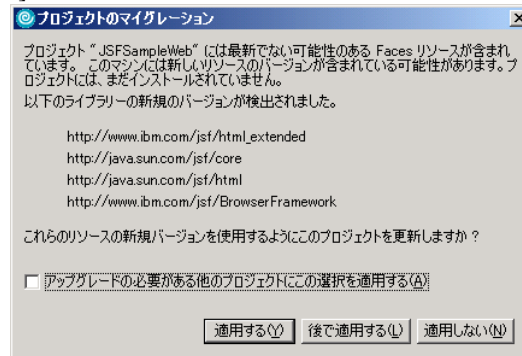 プロジェクトのマイグレーション
プロジェクト "JSFSampleWeb" には最新でない可能性のある Faces リソースが含まれ
ています。 このマシンには新しいリソースのバージョンが含まれている可能性があります。プ
ロジェクトには、まだインストールされていません。
以下のライブラリーの新規のバージョンが検出されました。
http://www.ibm.com/jsf/html_extended
http://java.sun.com/jsf/core
http://java.sun.com/jsf/html
http://www.ibm.com/jsf/BrowserFramework
これらのリソースの新規バージョンを使用するようにこのプロジェクトを更新しますか ?
アップグレードの必要がある他のプロジェクトにこの選択を適用する(A)
適用する(Y) 後で適用する(L) 適用しない(N)